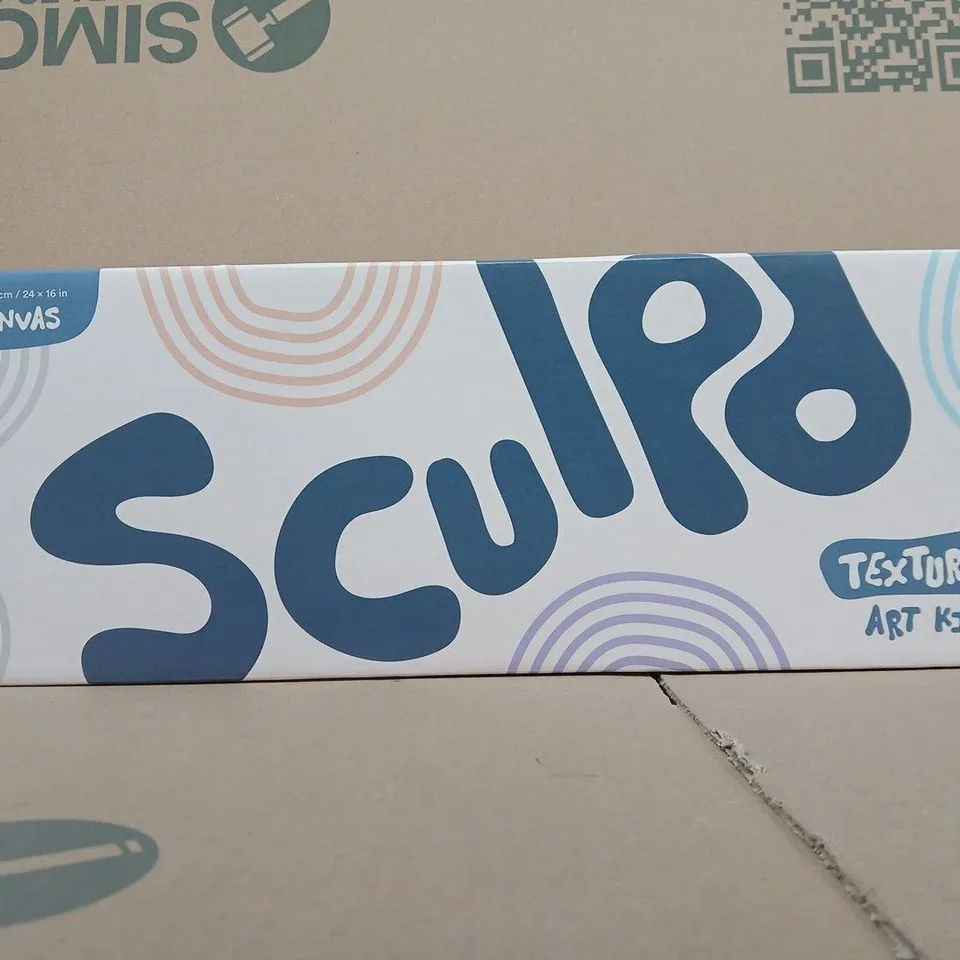 SIMO
cm / 24 × 16 in
NVAS
Sculpd
TEXTUR
ART KI